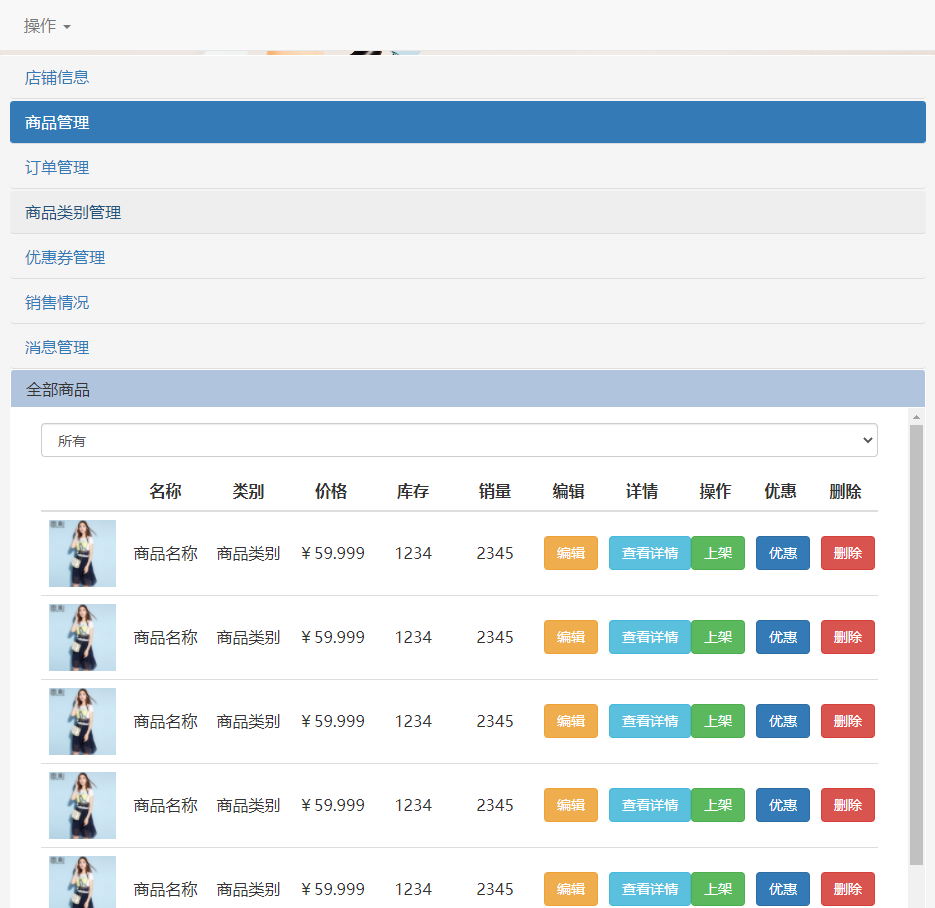 操作
店铺信息
商品管理
订单管理
商品类别管理
优惠券管理
销售情况
消息管理
全部商品
所有
名称 类别 价格 库存 销量 编辑 详情 操作 优惠 删除
商品名称 商品类别 ¥ 59.999 1234 2345 编辑 查看详情 上架 优惠 删除
商品名称 商品类别 ¥ 59.999 1234 2345 编辑 查看详情 上架 优惠 删除
商品名称 商品类别 ¥ 59.999 1234 2345 编辑 查看详情 上架 优惠 删除
商品名称 商品类别 ¥ 59.999 1234 2345 编辑 查看详情 上架 优惠 删除
商品名称 商品类别 ¥ 59.999 1234 2345 编辑 查看详情 上架 优惠 删除